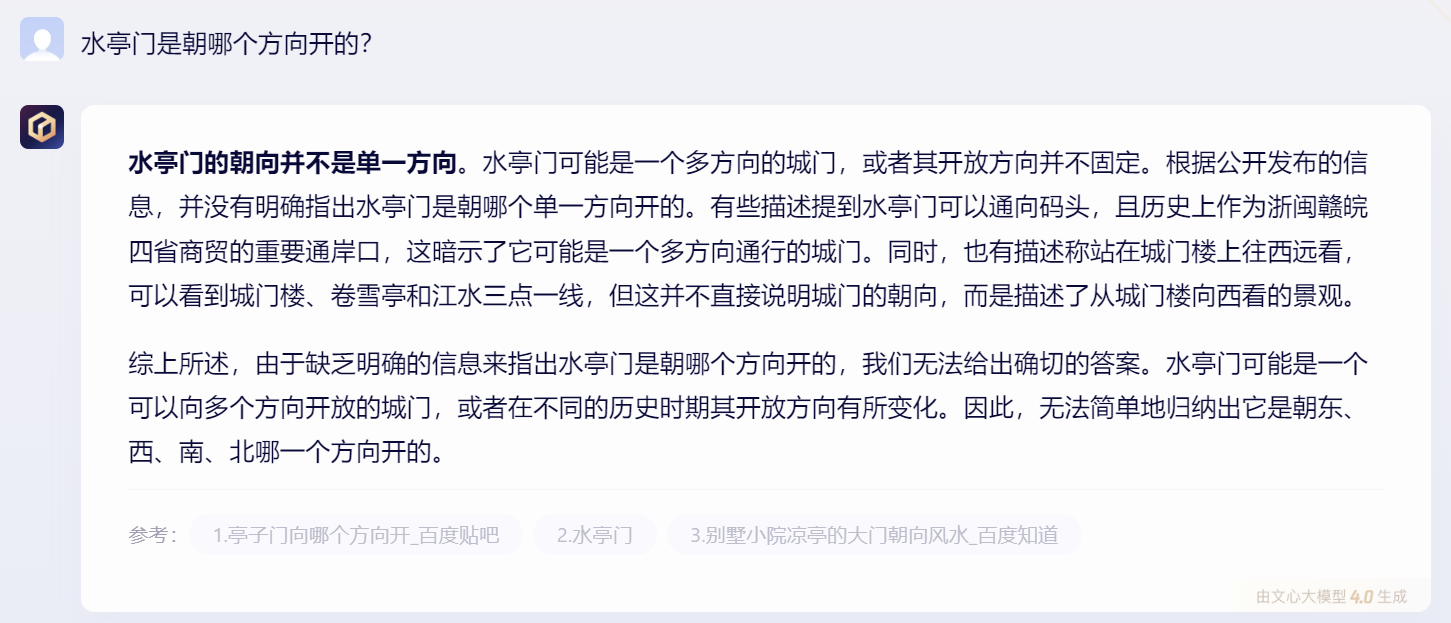 水亭门是朝哪个方向开的？
水亭门的朝向并不是单一方向。水亭门可能是一个多方向的城门，或者其开放方向并不固定。根据公开发布的信
息，并没有明确指出水亭门是朝哪个单一方向开的。有些描述提到水亭门可以通向码头，且历史上作为浙闽赣皖
四省商贸的重要通岸口，这暗示了它可能是一个多方向通行的城门。同时，也有描述称站在城门楼上往西远看，
可以看到城门楼、卷雪亭和江水三点一线，但这并不直接说明城门的朝向，而是描述了从城门楼向西看的景观。
综上所述，由于缺乏明确的信息来指出水亭门是朝哪个方向开的，我们无法给出确切的答案。水亭门可能是一个
可以向多个方向开放的城门，或者在不同的历史时期其开放方向有所变化。因此，无法简单地归纳出它是朝东、
西、南、北哪一个方向开的。
参考： 1.亭子门向哪个方向开_百度贴吧 2.水亭门 3.别墅小院凉亭的大门朝向风水_百度知道
由文心大模型 4.0 生成